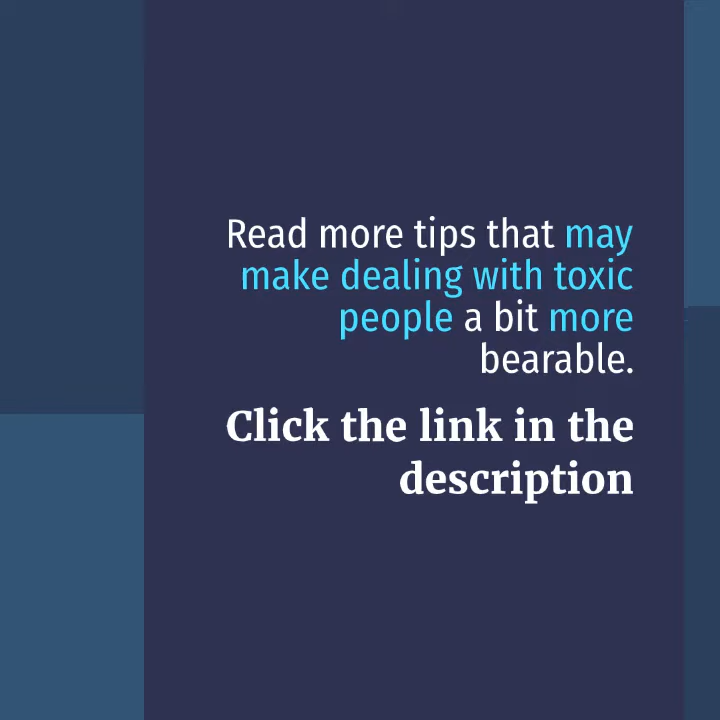 Read more tips that may
make dealing with toxic
people a bit more
bearable.
Click the link in the
description